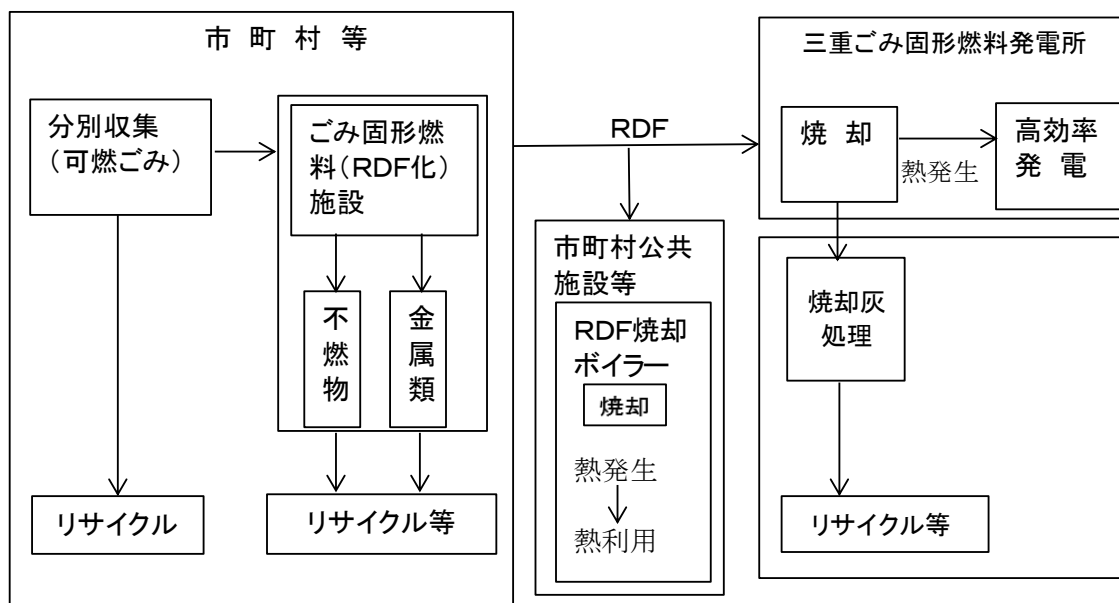 市 町 村 等
分別収集
（可燃ごみ）
ごみ固形燃
料（RDF化）
施設
不
燃
物
金
属
類
リサイクル
リサイクル等
RDF
市町村公共
施設等
RDF焼却
ボイラー
焼却
熱発生
熱利用
三重ごみ固形燃料発電所
焼 却
熱発生
高効率
発 電
焼却灰
処理
リサイクル等